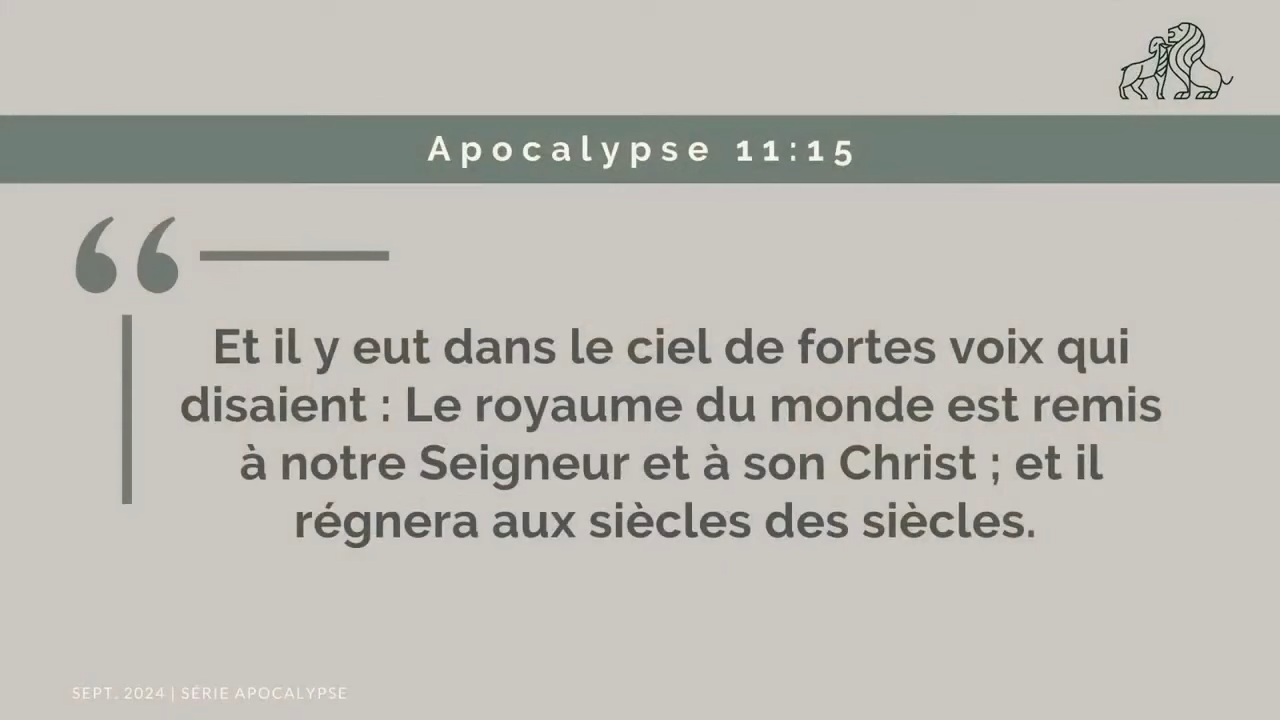 Apocalypse 11:15
Et il y eut dans le ciel de fortes voix qui
disaient : Le royaume du monde est remis
à notre Seigneur et à son Christ ; et il
régnera aux siècles des siècles.
SEPT. 2024 | SÉRIE APOCALYPSE